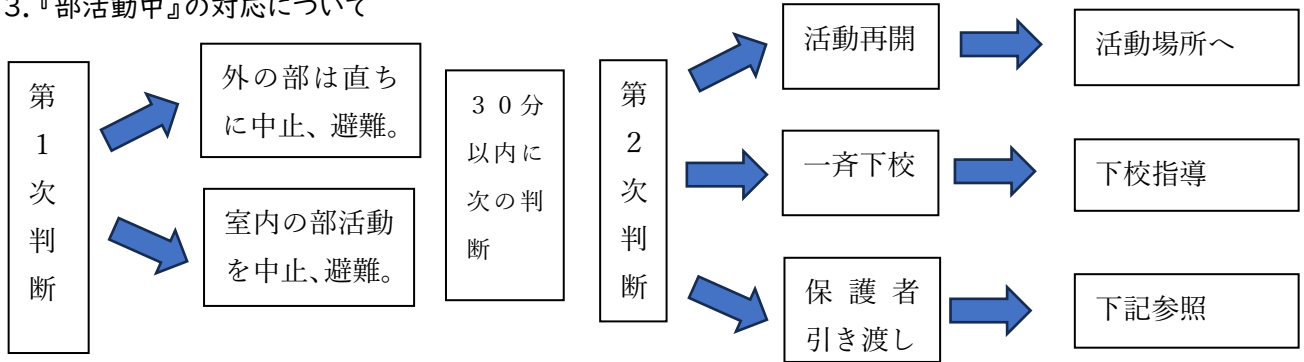 3.『部活動中』の対応について
第
1
次
判
断
外の部は直ち
に中止、避難。
室内の部活動
を中止、避難。
３０分
以内に
次の判
断
第
2
次
判
断
活動再開
活動場所へ
一斉下校
下校指導
保護者
引き渡し
下記参照